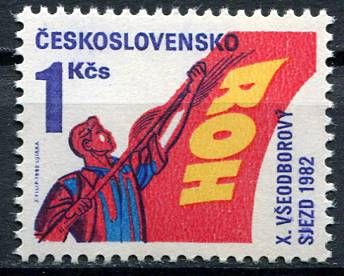 ČESKOSLOVENSKO
1 Kčs
ROH
X. VŠEODBOROVÝ
SJEZD 1982